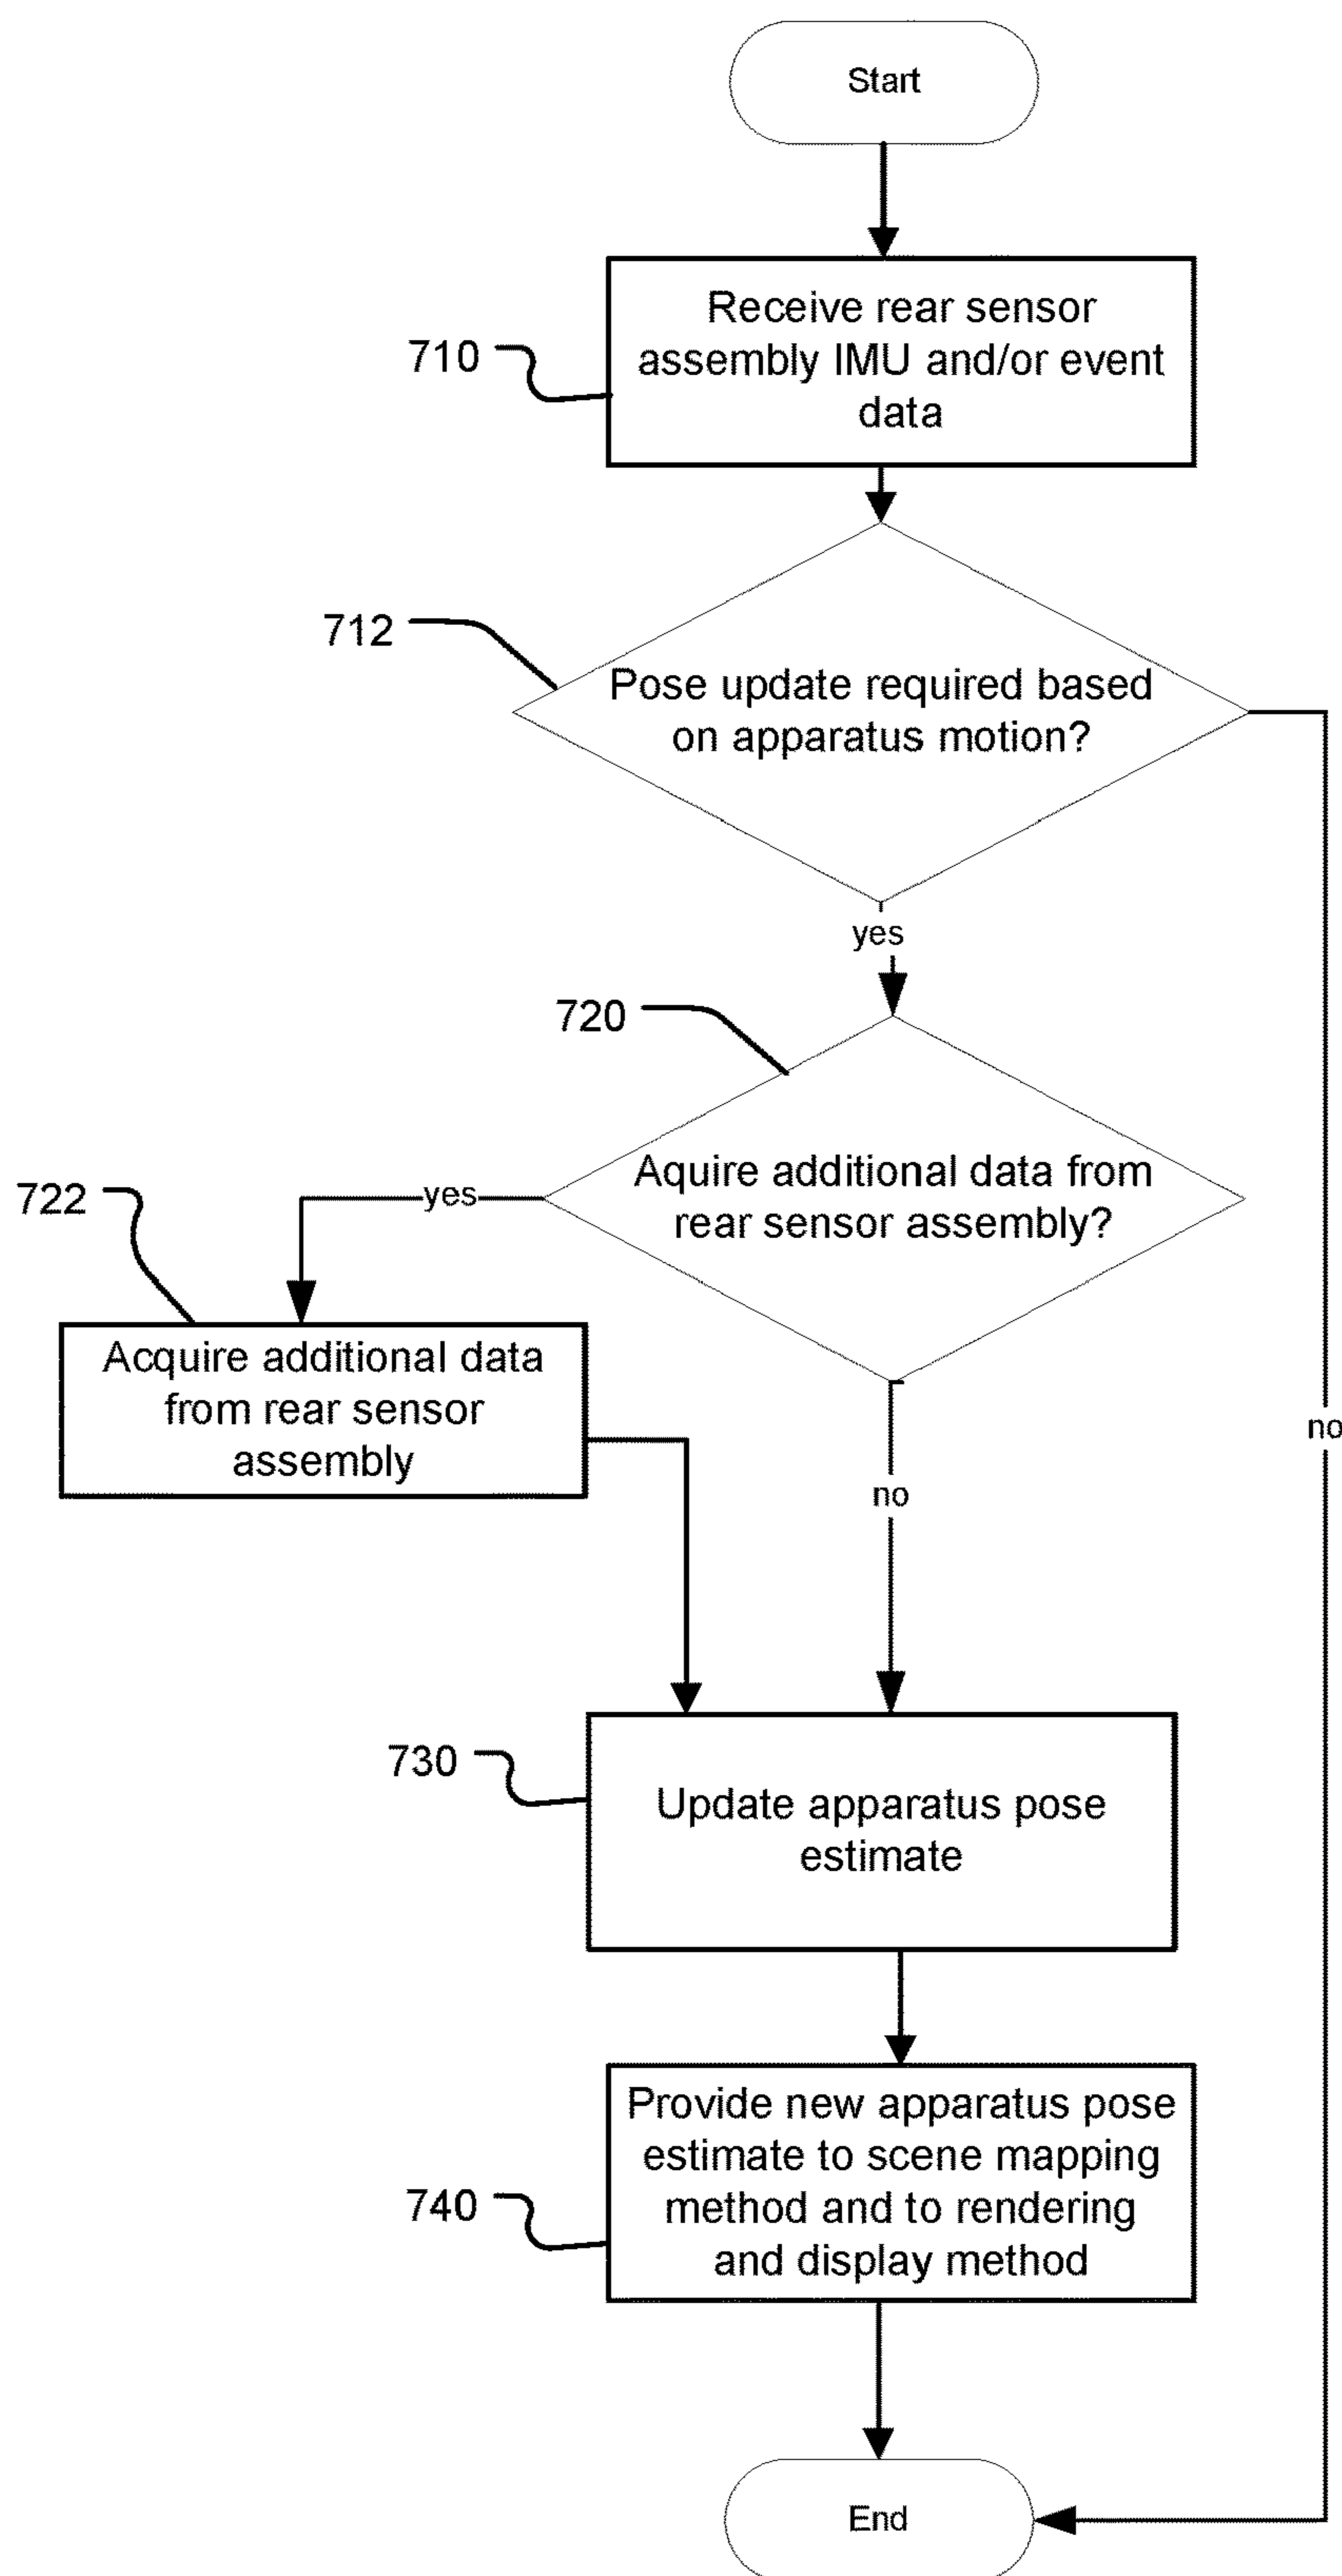 Start
710
Receive rear sensor
assembly IMU and/or event
data
712
Pose update required based
on apparatus motion?
yes
720
Aquire additional data from
rear sensor assembly?
722
yes
Acquire additional data
from rear sensor
assembly
no
no
730
Update apparatus pose
estimate
740
Provide new apparatus pose
estimate to scene mapping
method and to rendering
and display method
End